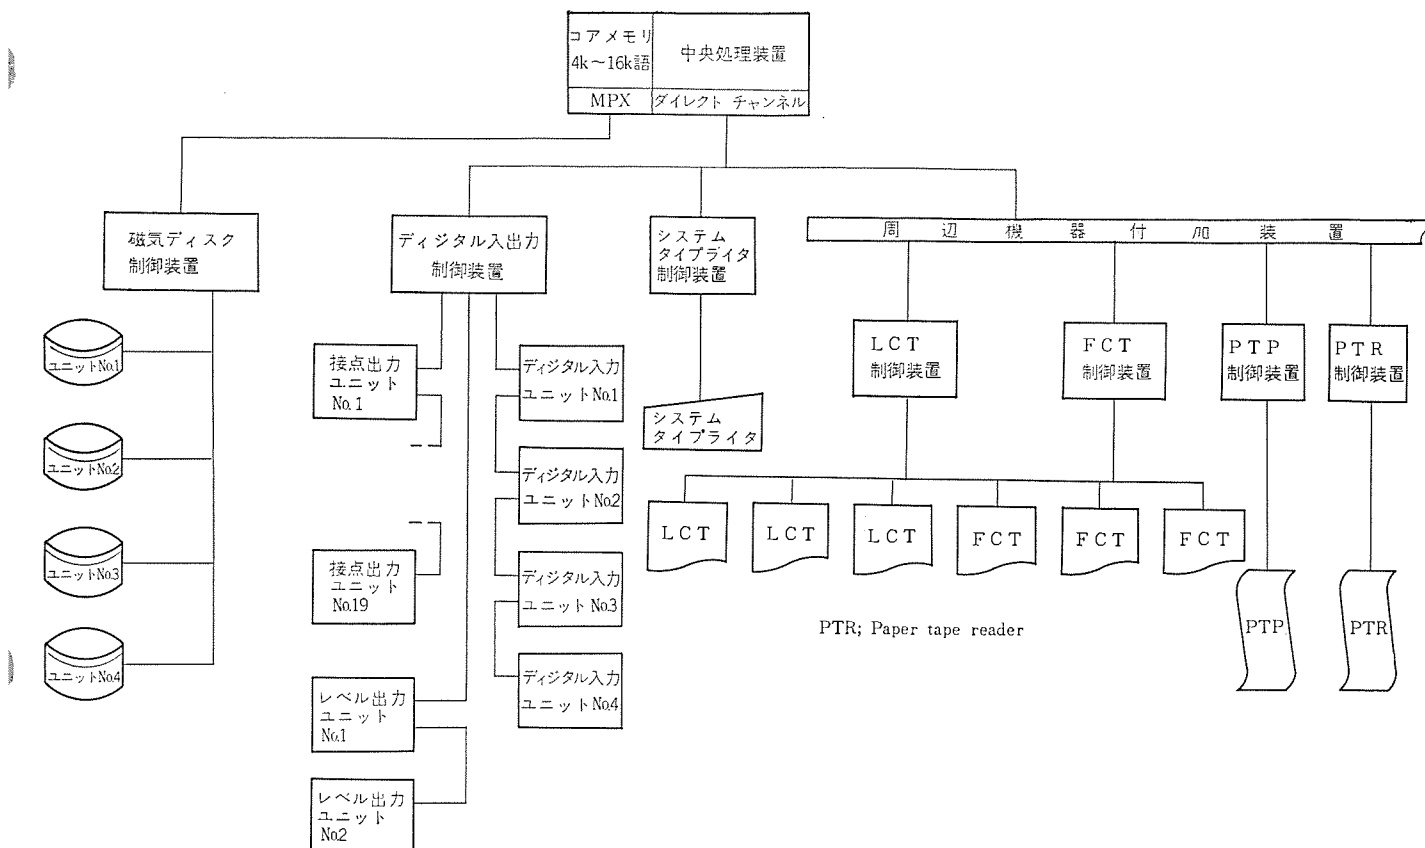 コアメモリ
4k～16k語
中央処理装置
MPX
ダイレクト チャンネル
磁気ディスク
制御装置
ディジタル入出力
制御装置
システム
タイプライタ
制御装置
周辺機器付加装置
ユニットNo.1
ユニットNo.2
ユニットNo.3
ユニットNo.4
接点出力
ユニット
No.1
接点出力
ユニット
No.19
レベル出力
ユニット
No.1
レベル出力
ユニット
No.2
ディジタル入力
ユニットNo.1
ディジタル入力
ユニットNo.2
ディジタル入力
ユニットNo.3
ディジタル入力
ユニットNo.4
システム
タイプライタ
LCT
制御装置
FCT
制御装置
PTP
制御装置
PTR
制御装置
LCT
LCT
LCT
FCT
FCT
FCT
PTP
PTR
PTR; Paper tape reader